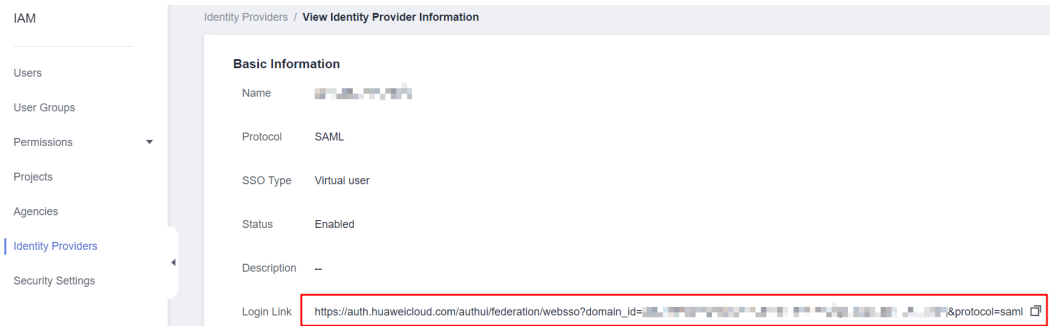 IAM
Users
User Groups
Permissions
Projects
Agencies
Identity Providers
Security Settings
Identity Providers / View Identity Provider Information
Basic Information
Name
Protocol SAML
SSO Type Virtual user
Status Enabled
Description --
Login Link https://auth.huaweicloud.com/authui/federation/websso?domain_id= &protocol=saml